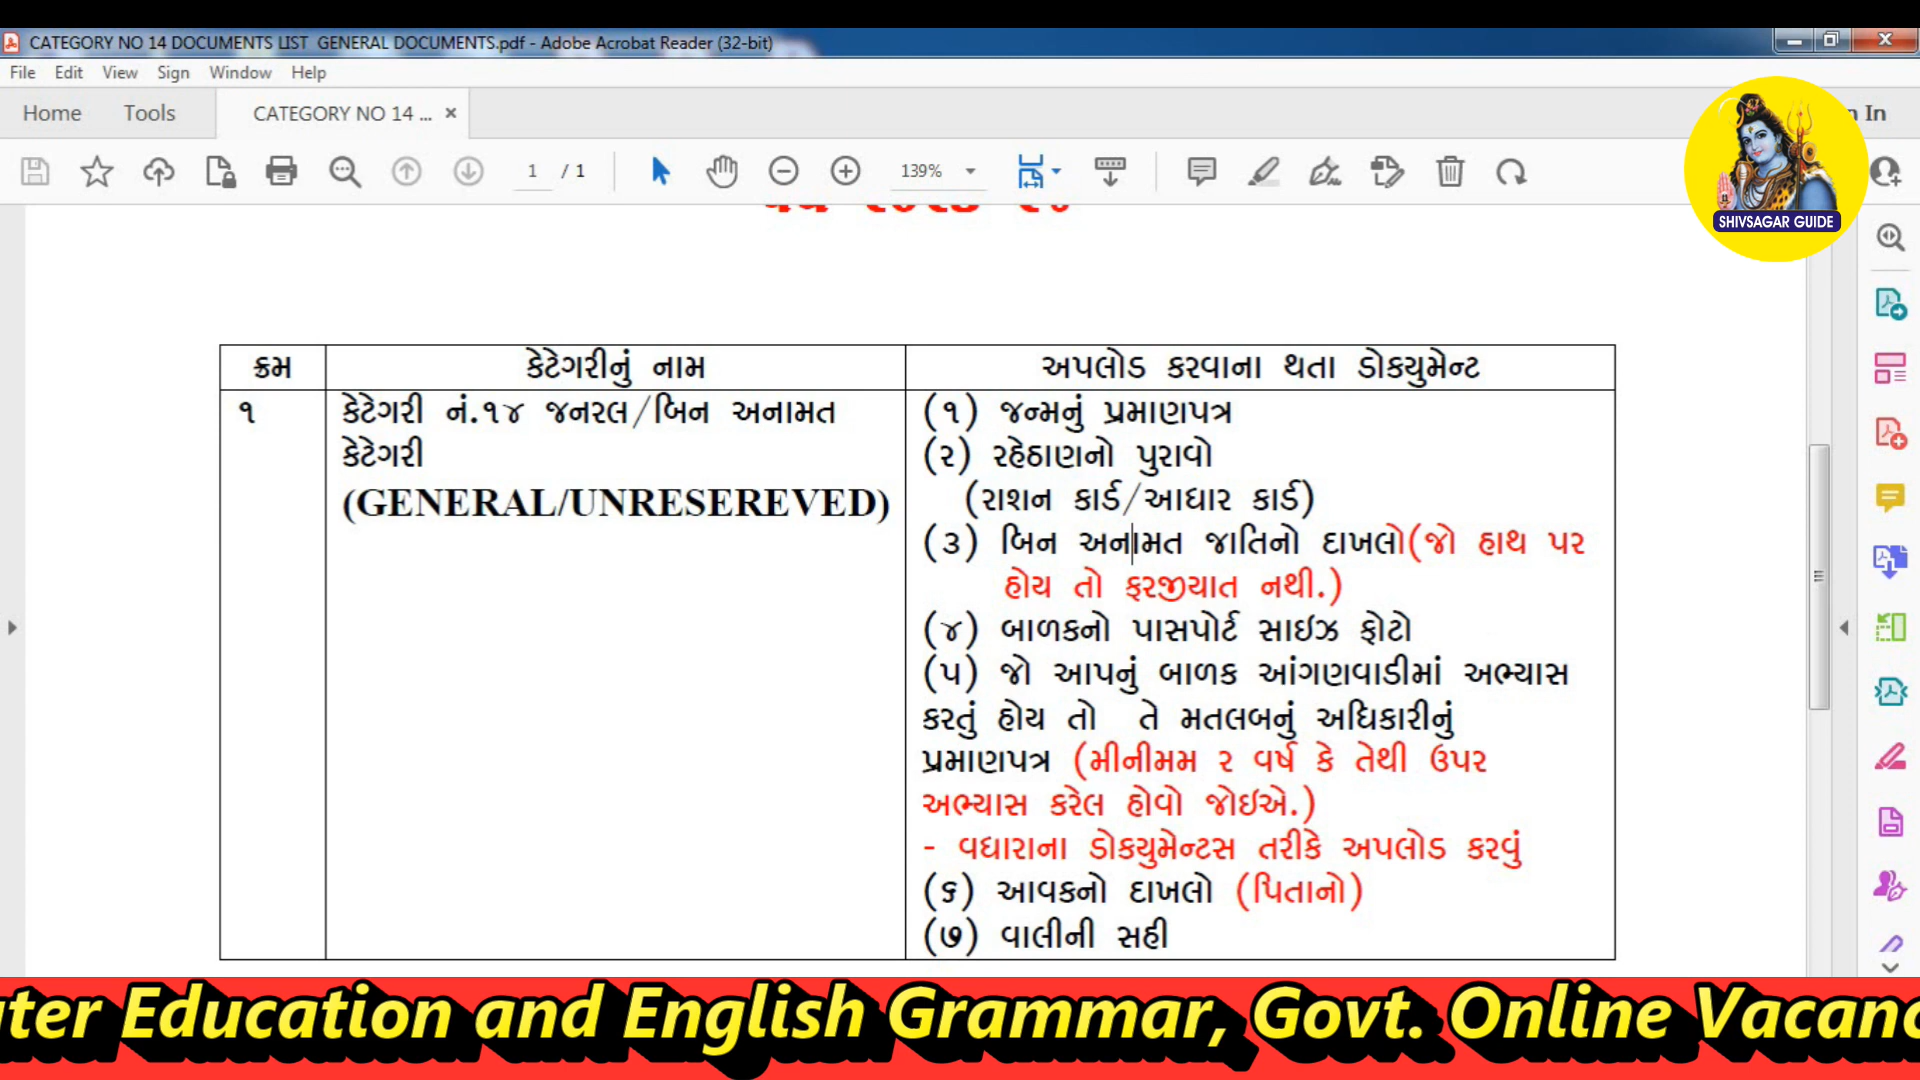 CATEGORY NO 14 DOCUMENTS LIST GENERAL DOCUMENTS.pdf - Adobe Acrobat Reader (32-bit)
File Edit View Sign Window Help
Home Tools CATEGORY NO 14 ... In
1 / 1 139%
SHIVSAGAR GUIDE
ક્રમ કેટેગરીનું નામ અપલોડ કરવાના થતા ડોક્યુમેન્ટ
૧ કેટેગરી નં.૧૪ જનરલ/બિન અનામત (૧) જન્મનું પ્રમાણપત્ર
કેટેગરી (૨) રહેઠાણનો પુરાવો
(GENERAL/UNRESEREVED) (રાશન કાર્ડ/આધાર કાર્ડ)
(૩) બિન અનામત જાતિનો દાખલો(જો હાથ પર
હોય તો ફરજીયાત નથી.)
(૪) બાળકનો પાસપોર્ટ સાઈઝ ફોટો
(૫) જો આપનું બાળક આંગણવાડીમાં અભ્યાસ
કરતું હોય તો તે મતલબનું અધિકારીનું
પ્રમાણપત્ર (મીનીમમ ૨ વર્ષ કે તેથી ઉપર
અભ્યાસ કરેલ હોવો જોઈએ.)
- વધારાના ડોક્યુમેન્ટસ તરીકે અપલોડ કરવું
(૬) આવકનો દાખલો (પિતાનો)
(૭) વાલીની સહી
ter Education and English Grammar, Govt. Online Vacanc